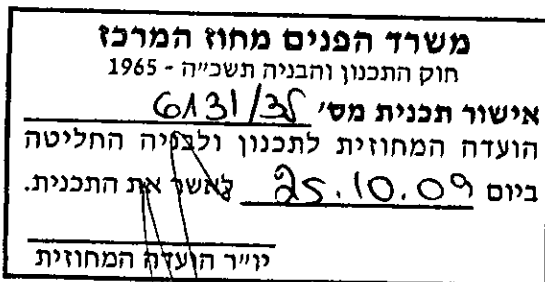 משרד הפנים מחוז המרכז
חוק התכנון והבניה תשכ״ה - 1965
אישור תכנית מס׳ 6131/
הועדה המחוזית לתכנון ולבניה החליטה
ביום 25.10.09 לאשר את התכנית.
יו״ר הועדה המחוזית